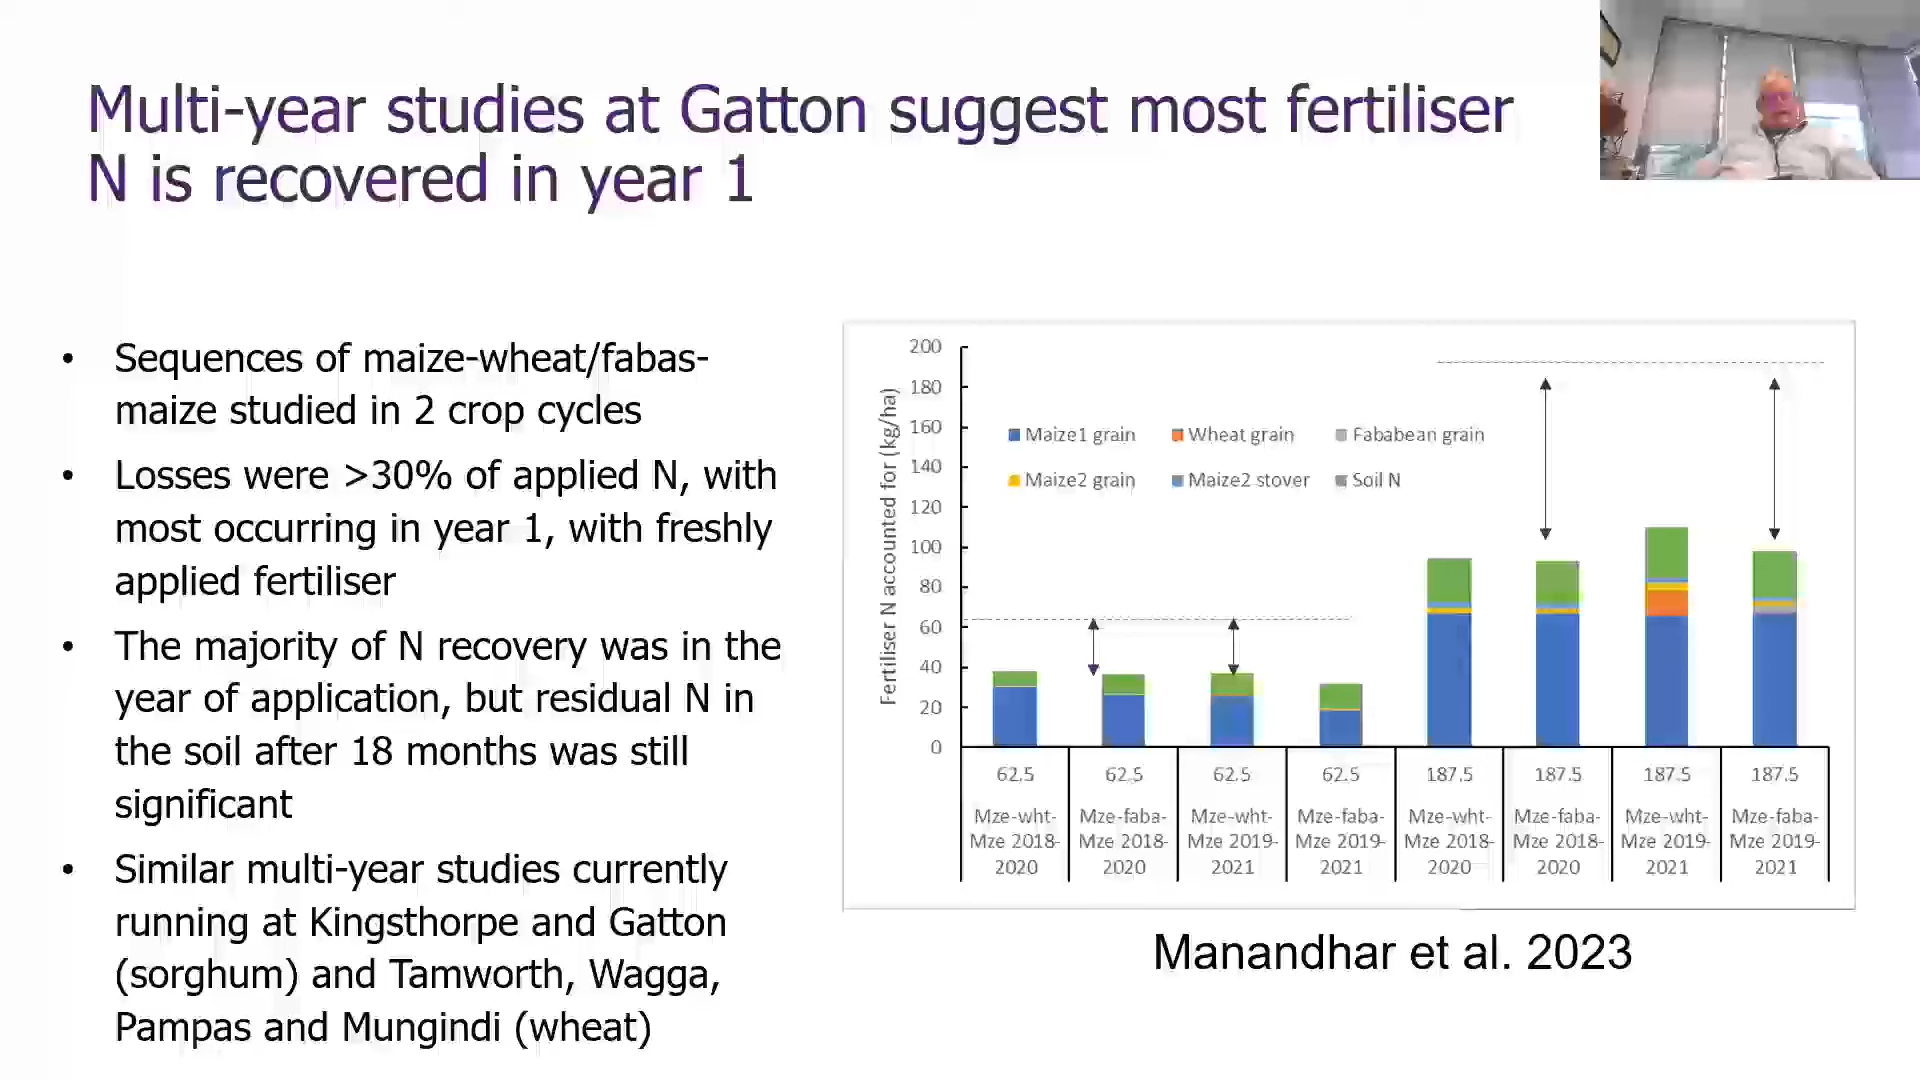 Multi-year studies at Gatton suggest most fertiliser
N is recovered in year 1
• Sequences of maize-wheat/fabas-
maize studied in 2 crop cycles
• Losses were >30% of applied N, with
most occurring in year 1, with freshly
applied fertiliser
• The majority of N recovery was in the
year of application, but residual N in
the soil after 18 months was still
significant
• Similar multi-year studies currently
running at Kingsthorpe and Gatton
(sorghum) and Tamworth, Wagga,
Pampas and Mungindi (wheat)
Fertiliser N accounted for (kg/ha)
200
180
160
140
120
100
80
60
40
20
0
Maize1 grain Wheat grain Fababean grain
Maize2 grain Maize2 stover Soil N
62.5 62.5 62.5 62.5 187.5 187.5 187.5 187.5
Mze-wht- Mze-faba- Mze-wht- Mze-faba- Mze-wht- Mze-faba- Mze-wht- Mze-faba-
Mze 2018- Mze 2018- Mze 2019- Mze 2019- Mze 2018- Mze 2018- Mze 2019- Mze 2019-
2020 2020 2021 2021 2020 2020 2021 2021
Manandhar et al. 2023